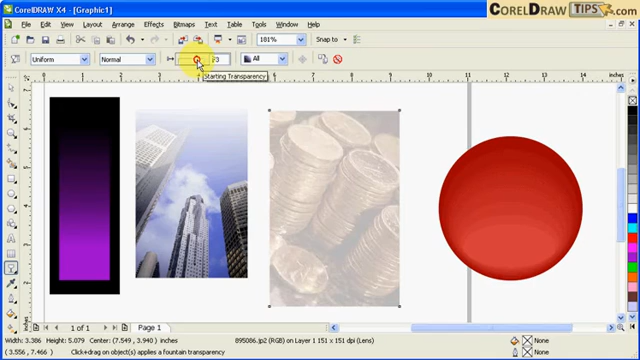 CorelDRAW X4 - [Graphic1]
CORELDRAW TIPS.com
File Edit View Layout Arrange Effects Bitmaps Text Table Tools Window Help
181% Snap to
Uniform Normal All
Starting Transparency
1 of 1 Page 1
Width: 3.386 Height: 5.079 Center: (7.549, 3.940) inches 895086.jp2 (RGB) on Layer 1 151 x 151 dpi (Lens) None
(3.556, 7.466) Click+drag on object applies a fountain transparency None